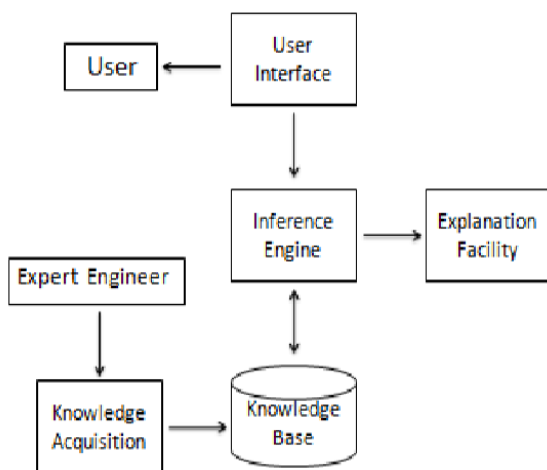 User
Interface
User
Inference
Engine
Explanation
Facility
Expert Engineer
Knowledge
Acquisition
Knowledge
Base